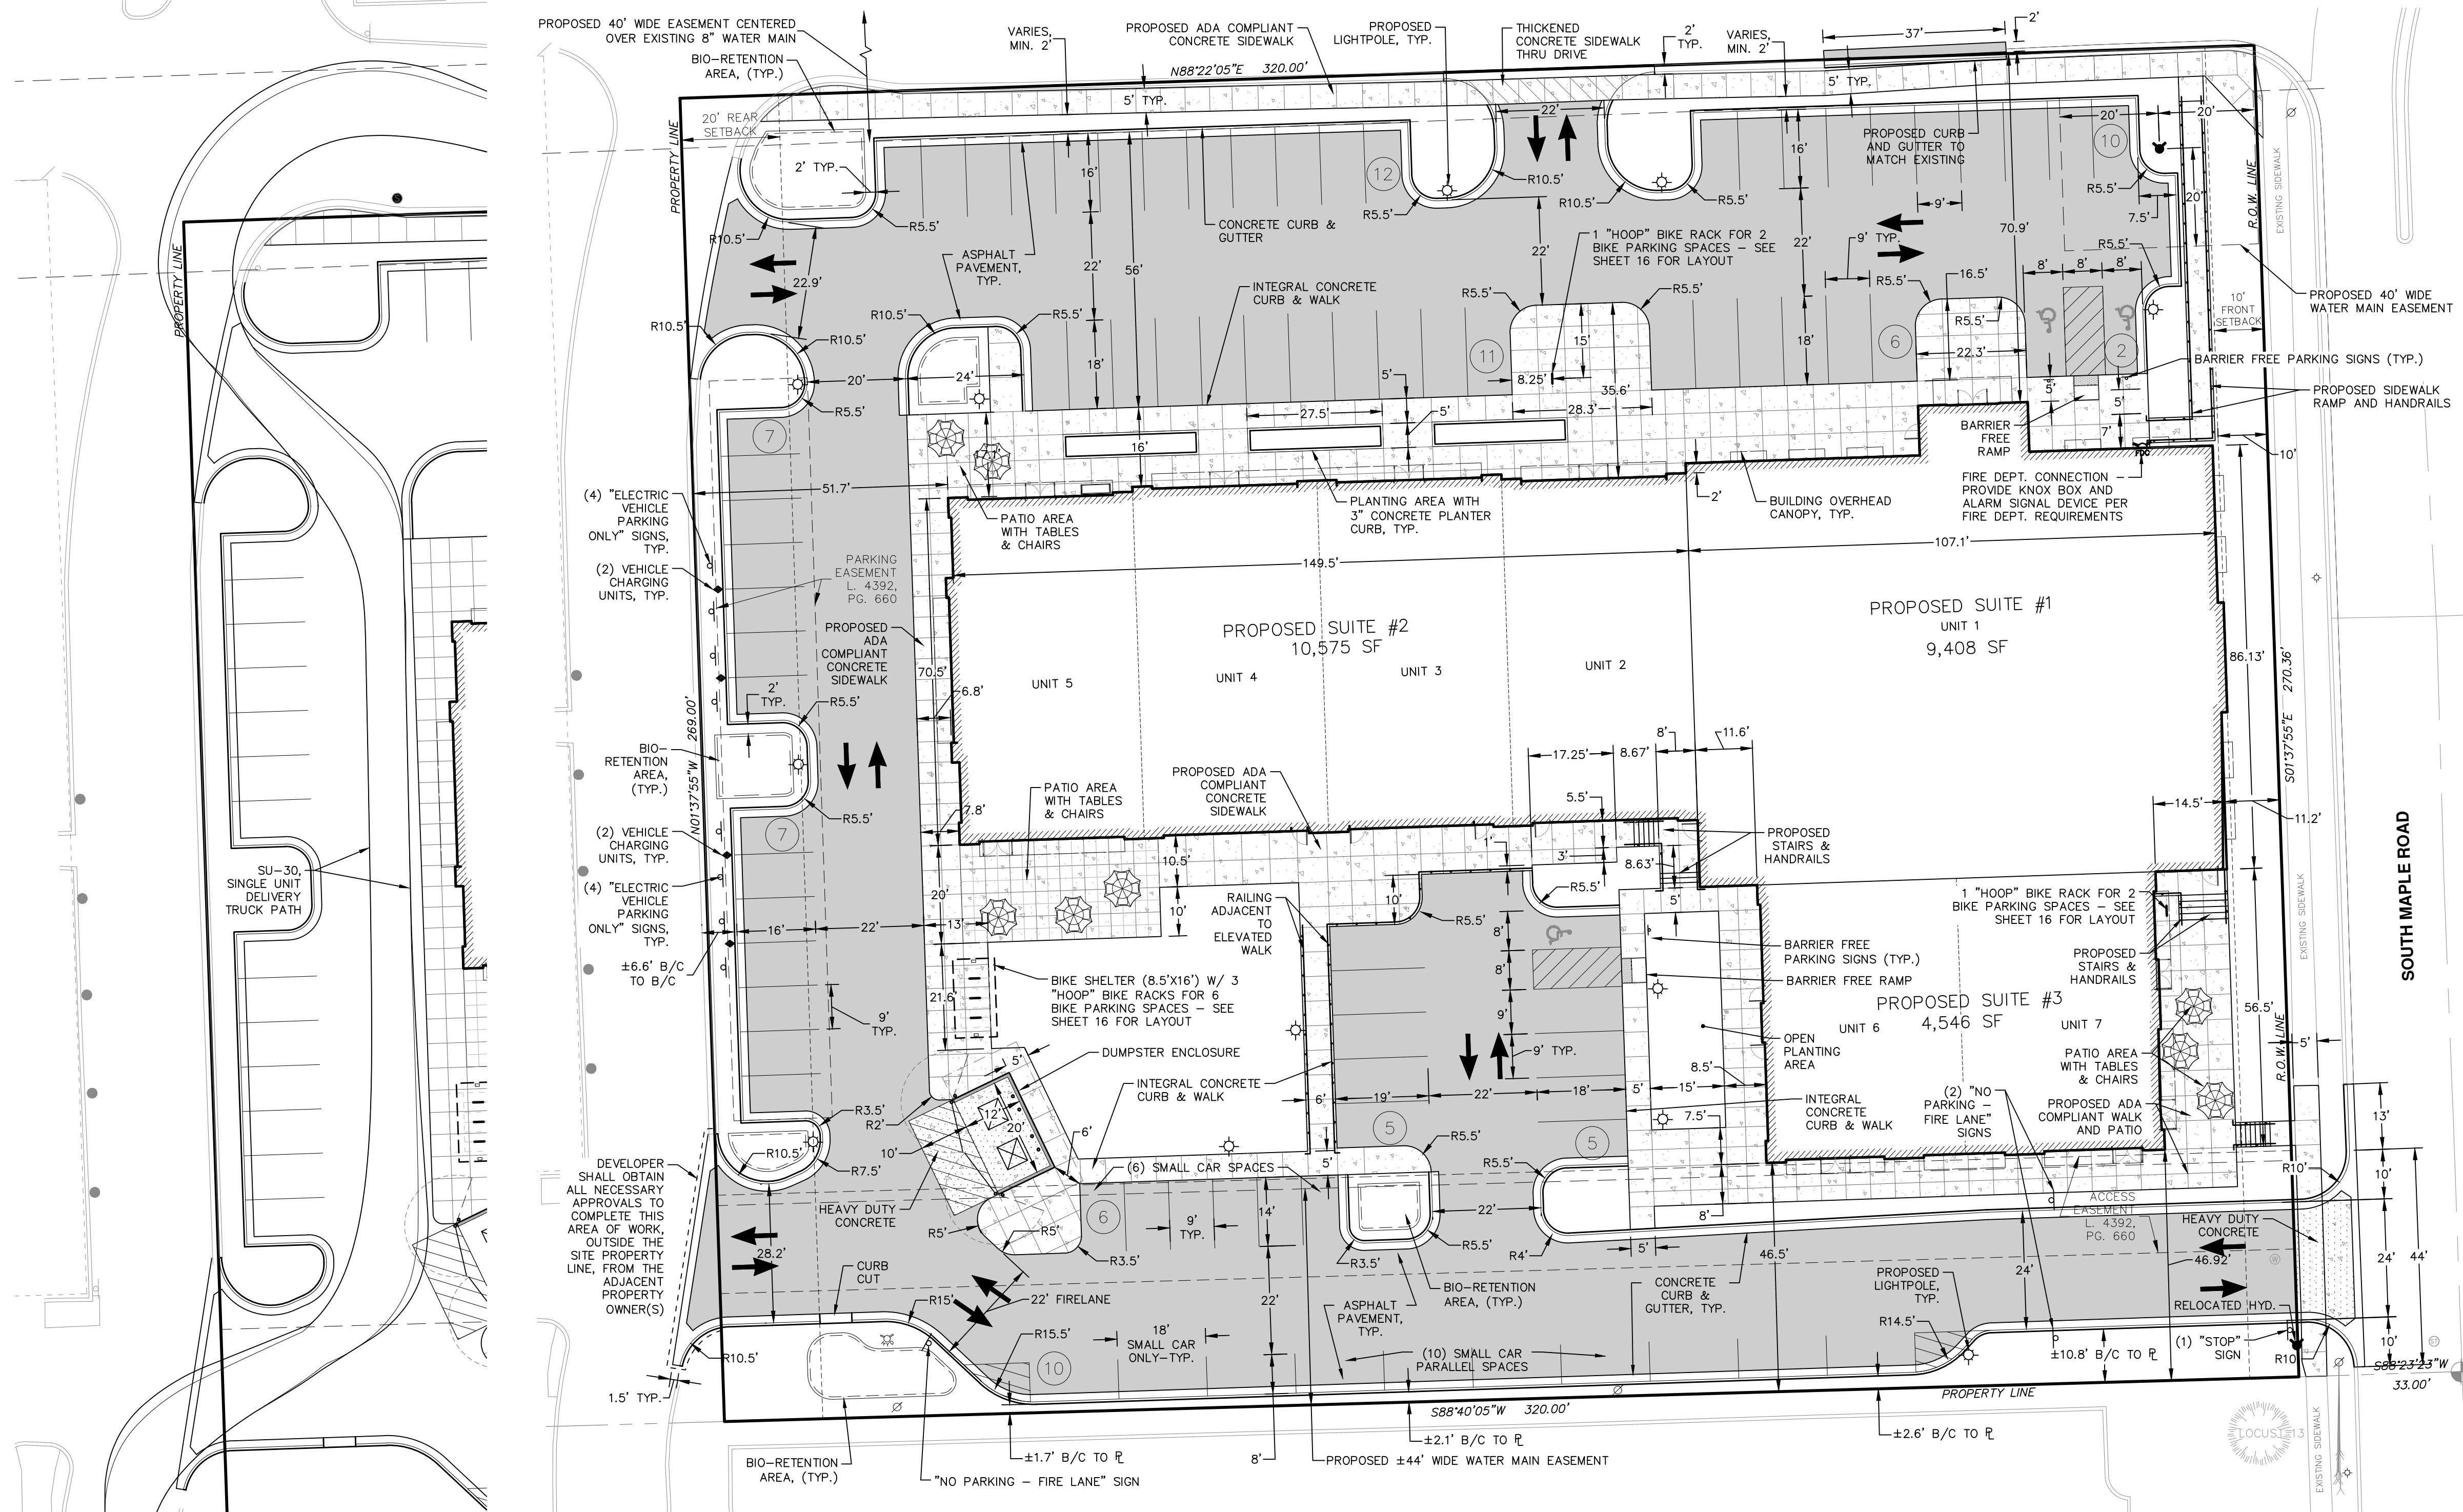 PROPOSED 40' WIDE EASEMENT CENTERED
OVER EXISTING 8" WATER MAIN
BIO-RETENTION
AREA, (TYP.)
VARIES,
MIN. 2'
PROPOSED ADA COMPLIANT
CONCRETE SIDEWALK
N88°22'05"E 320.00'
PROPOSED
LIGHTPOLE, TYP.
THICKENED
CONCRETE SIDEWALK
THRU DRIVE
2'
TYP.
VARIES,
MIN. 2'
37'
2'
5' TYP.
5' TYP.
20' REAR
SETBACK
PROPERTY LINE
PROPERTY LINE
2' TYP.
R10.5'
R5.5'
16'
22'
56'
18'
ASPHALT
PAVEMENT,
TYP.
CONCRETE CURB &
GUTTER
INTEGRAL CONCRETE
CURB & WALK
12
R5.5'
R10.5'
22'
R10.5'
R5.5'
22'
1 "HOOP" BIKE RACK FOR 2
BIKE PARKING SPACES – SEE
SHEET 16 FOR LAYOUT
16'
22'
18'
PROPOSED CURB
AND GUTTER TO
MATCH EXISTING
9'
9' TYP.
70.9'
20'
20'
10
R5.5'
7.5'
20'
R5.5'
R.O.W. LINE
EXISTING SIDEWALK
8'
8'
8'
16.5'
R5.5'
R5.5'
22.3'
6
2
10'
FRONT
SETBACK
PROPOSED 40' WIDE
WATER MAIN EASEMENT
BARRIER FREE PARKING SIGNS (TYP.)
PROPOSED SIDEWALK
RAMP AND HANDRAILS
5'
5'
7'
10'
BARRIER
FREE
RAMP
FDC
FIRE DEPT. CONNECTION –
PROVIDE KNOX BOX AND
ALARM SIGNAL DEVICE PER
FIRE DEPT. REQUIREMENTS
22.9'
R10.5'
R10.5'
R5.5'
20'
R10.5'
R5.5'
24'
11
R5.5'
R5.5'
15'
8.25'
28.3'
35.6'
5'
5'
27.5'
16'
7
51.7'
2'
PATIO AREA
WITH TABLES
& CHAIRS
PLANTING AREA WITH
3" CONCRETE PLANTER
CURB, TYP.
BUILDING OVERHEAD
CANOPY, TYP.
(4) "ELECTRIC
VEHICLE
PARKING
ONLY" SIGNS,
TYP.
(2) VEHICLE
CHARGING
UNITS, TYP.
PARKING
EASEMENT
L. 4392,
PG. 660
PROPOSED
ADA
COMPLIANT
CONCRETE
SIDEWALK
149.5'
107.1'
PROPOSED SUITE #2
10,575 SF
PROPOSED SUITE #1
UNIT 1
9,408 SF
UNIT 5
UNIT 4
UNIT 3
UNIT 2
70.5'
6.8'
86.13'
S01°37'55"E 270.36'
N01°37'55"W 269.00'
2'
TYP.
R5.5'
BIO-
RETENTION
AREA,
(TYP.)
R5.5'
7
7.8'
(2) VEHICLE
CHARGING
UNITS, TYP.
(4) "ELECTRIC
VEHICLE
PARKING
ONLY" SIGNS,
TYP.
±6.6' B/C
TO B/C
16'
22'
13'
20'
21.6'
9'
TYP.
PATIO AREA
WITH TABLES
& CHAIRS
PROPOSED ADA
COMPLIANT
CONCRETE
SIDEWALK
10.5'
10'
17.25'
8.67'
8'
11.6'
5.5'
1'
3'
8.63'
5'
R5.5'
PROPOSED
STAIRS &
HANDRAILS
14.5'
11.2'
SOUTH MAPLE ROAD
EXISTING SIDEWALK
RAILING
ADJACENT
TO
ELEVATED
WALK
10'
R5.5'
8'
8'
9'
9' TYP.
BARRIER FREE
PARKING SIGNS (TYP.)
BARRIER FREE RAMP
1 "HOOP" BIKE RACK FOR 2
BIKE PARKING SPACES – SEE
SHEET 16 FOR LAYOUT
PROPOSED
STAIRS &
HANDRAILS
BIKE SHELTER (8.5'X16') W/ 3
"HOOP" BIKE RACKS FOR 6
BIKE PARKING SPACES – SEE
SHEET 16 FOR LAYOUT
PROPOSED SUITE #3
4,546 SF
UNIT 6
UNIT 7
OPEN
PLANTING
AREA
56.5'
5'
R.O.W. LINE
DUMPSTER ENCLOSURE
5'
INTEGRAL CONCRETE
CURB & WALK
6'
19'
22'
18'
5'
15'
8.5'
7.5'
INTEGRAL
CONCRETE
CURB & WALK
(2) "NO
PARKING –
FIRE LANE"
SIGNS
PATIO AREA
WITH TABLES
& CHAIRS
PROPOSED ADA
COMPLIANT WALK
AND PATIO
13'
10'
R10'
SU-30,
SINGLE UNIT
DELIVERY
TRUCK PATH
R3.5'
R2'
12'
20'
10'
6'
R10.5'
R7.5'
5
5
R5.5'
R5.5'
5'
(6) SMALL CAR SPACES
DEVELOPER
SHALL OBTAIN
ALL NECESSARY
APPROVALS TO
COMPLETE THIS
AREA OF WORK,
OUTSIDE THE
SITE PROPERTY
LINE, FROM THE
ADJACENT
PROPERTY
OWNER(S)
HEAVY DUTY
CONCRETE
R5'
R5'
R3.5'
6
9'
TYP.
14'
22'
R3.5'
R5.5'
R4'
8'
5'
46.5'
ACCESS
EASEMENT
L. 4392,
PG. 660
HEAVY DUTY
CONCRETE
46.92'
24'
24'
44'
28.2'
CURB
CUT
R15'
22' FIRELANE
BIO-RETENTION
AREA, (TYP.)
CONCRETE
CURB &
GUTTER, TYP.
PROPOSED
LIGHTPOLE,
TYP.
RELOCATED HYD.
ASPHALT
PAVEMENT,
TYP.
22'
R10.5'
R15.5'
18'
SMALL CAR
ONLY-TYP.
10
(10) SMALL CAR
PARALLEL SPACES
R14.5'
±10.8' B/C TO PL
(1) "STOP"
SIGN
R10'
10'
S88°23'23"W
33.00'
1.5' TYP.
PROPERTY LINE
S88°40'05"W 320.00'
±1.7' B/C TO PL
±2.1' B/C TO PL
±2.6' B/C TO PL
8'
PROPOSED ±44' WIDE WATER MAIN EASEMENT
BIO-RETENTION
AREA, (TYP.)
"NO PARKING – FIRE LANE" SIGN
LOCUST 13
EXISTING SIDEWALK